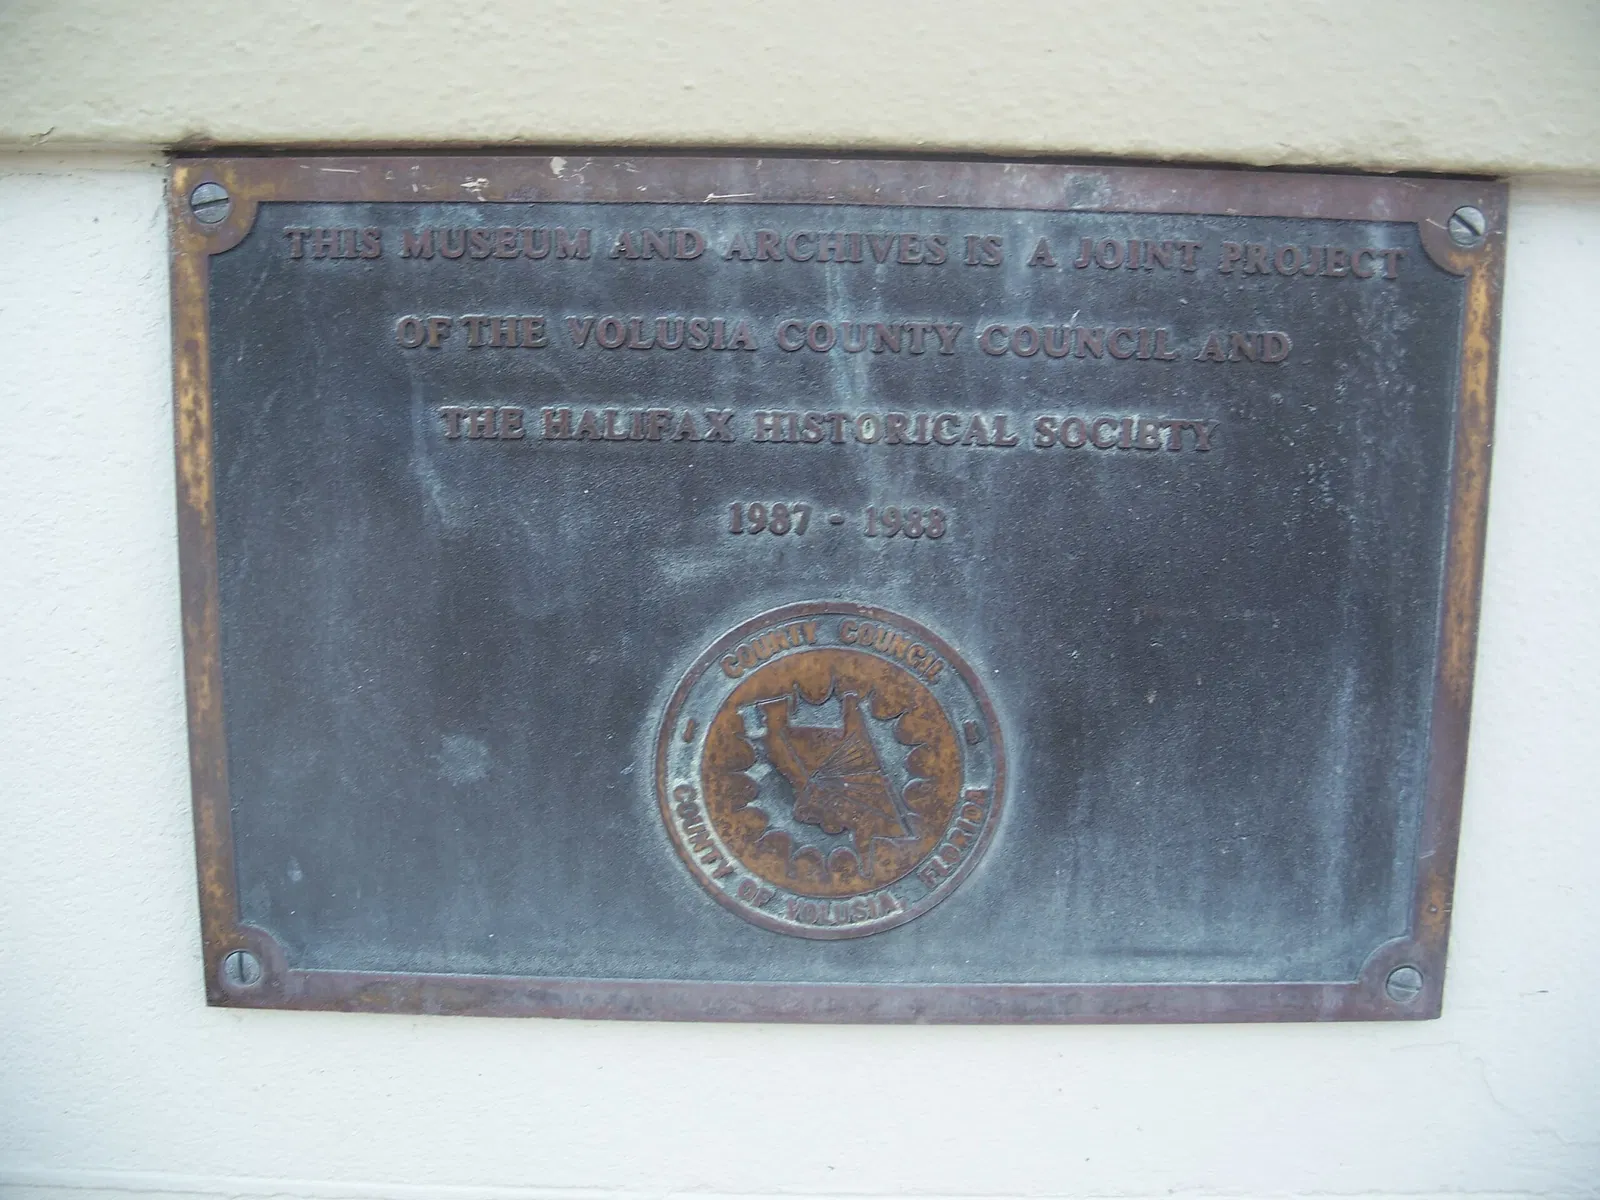 THIS MUSEUM AND ARCHIVES IS A JOINT PROJECT
OF THE VOLUSIA COUNTY COUNCIL AND
THE HALIFAX HISTORICAL SOCIETY
1987 - 1988
COUNTY COUNCIL
COUNTY OF VOLUSIA, FLORIDA